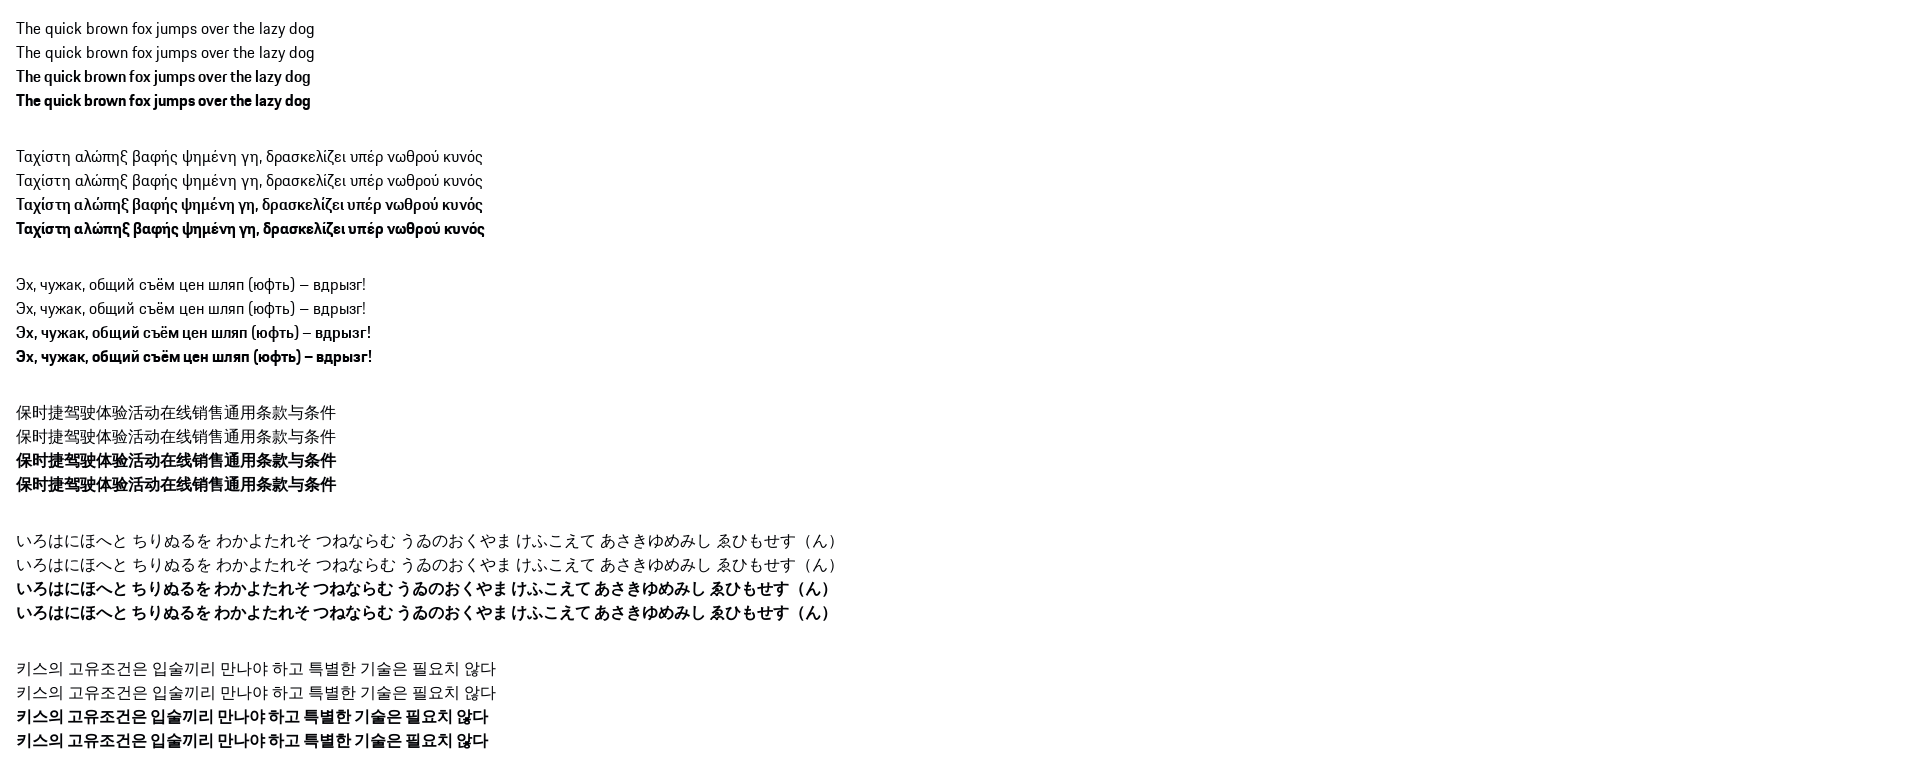 The quick brown fox jumps over the lazy dog
The quick brown fox jumps over the lazy dog
The quick brown fox jumps over the lazy dog
The quick brown fox jumps over the lazy dog
Ταχίστη αλώπηξ βαφής ψημένη γη, δρασκελίζει υπέρ νωθρού κυνός
Ταχίστη αλώπηξ βαφής ψημένη γη, δρασκελίζει υπέρ νωθρού κυνός
Ταχίστη αλώπηξ βαφής ψημένη γη, δρασκελίζει υπέρ νωθρού κυνός
Ταχίστη αλώπηξ βαφής ψημένη γη, δρασκελίζει υπέρ νωθρού κυνός
Эх, чужак, общий съём цен шляп (юфть) – вдрызг!
Эх, чужак, общий съём цен шляп (юфть) – вдрызг!
Эх, чужак, общий съём цен шляп (юфть) – вдрызг!
Эх, чужак, общий съём цен шляп (юфть) – вдрызг!
保时捷驾驶体验活动在线销售通用条款与条件
保时捷驾驶体验活动在线销售通用条款与条件
保时捷驾驶体验活动在线销售通用条款与条件
保时捷驾驶体验活动在线销售通用条款与条件
いろはにほへと ちりぬるを わかよたれそ つねならむ うゐのおくやま けふこえて あさきゆめみし ゑひもせす（ん）
いろはにほへと ちりぬるを わかよたれそ つねならむ うゐのおくやま けふこえて あさきゆめみし ゑひもせす（ん）
いろはにほへと ちりぬるを わかよたれそ つねならむ うゐのおくやま けふこえて あさきゆめみし ゑひもせす（ん）
いろはにほへと ちりぬるを わかよたれそ つねならむ うゐのおくやま けふこえて あさきゆめみし ゑひもせす（ん）
키스의 고유조건은 입술끼리 만나야 하고 특별한 기술은 필요치 않다
키스의 고유조건은 입술끼리 만나야 하고 특별한 기술은 필요치 않다
키스의 고유조건은 입술끼리 만나야 하고 특별한 기술은 필요치 않다
키스의 고유조건은 입술끼리 만나야 하고 특별한 기술은 필요치 않다